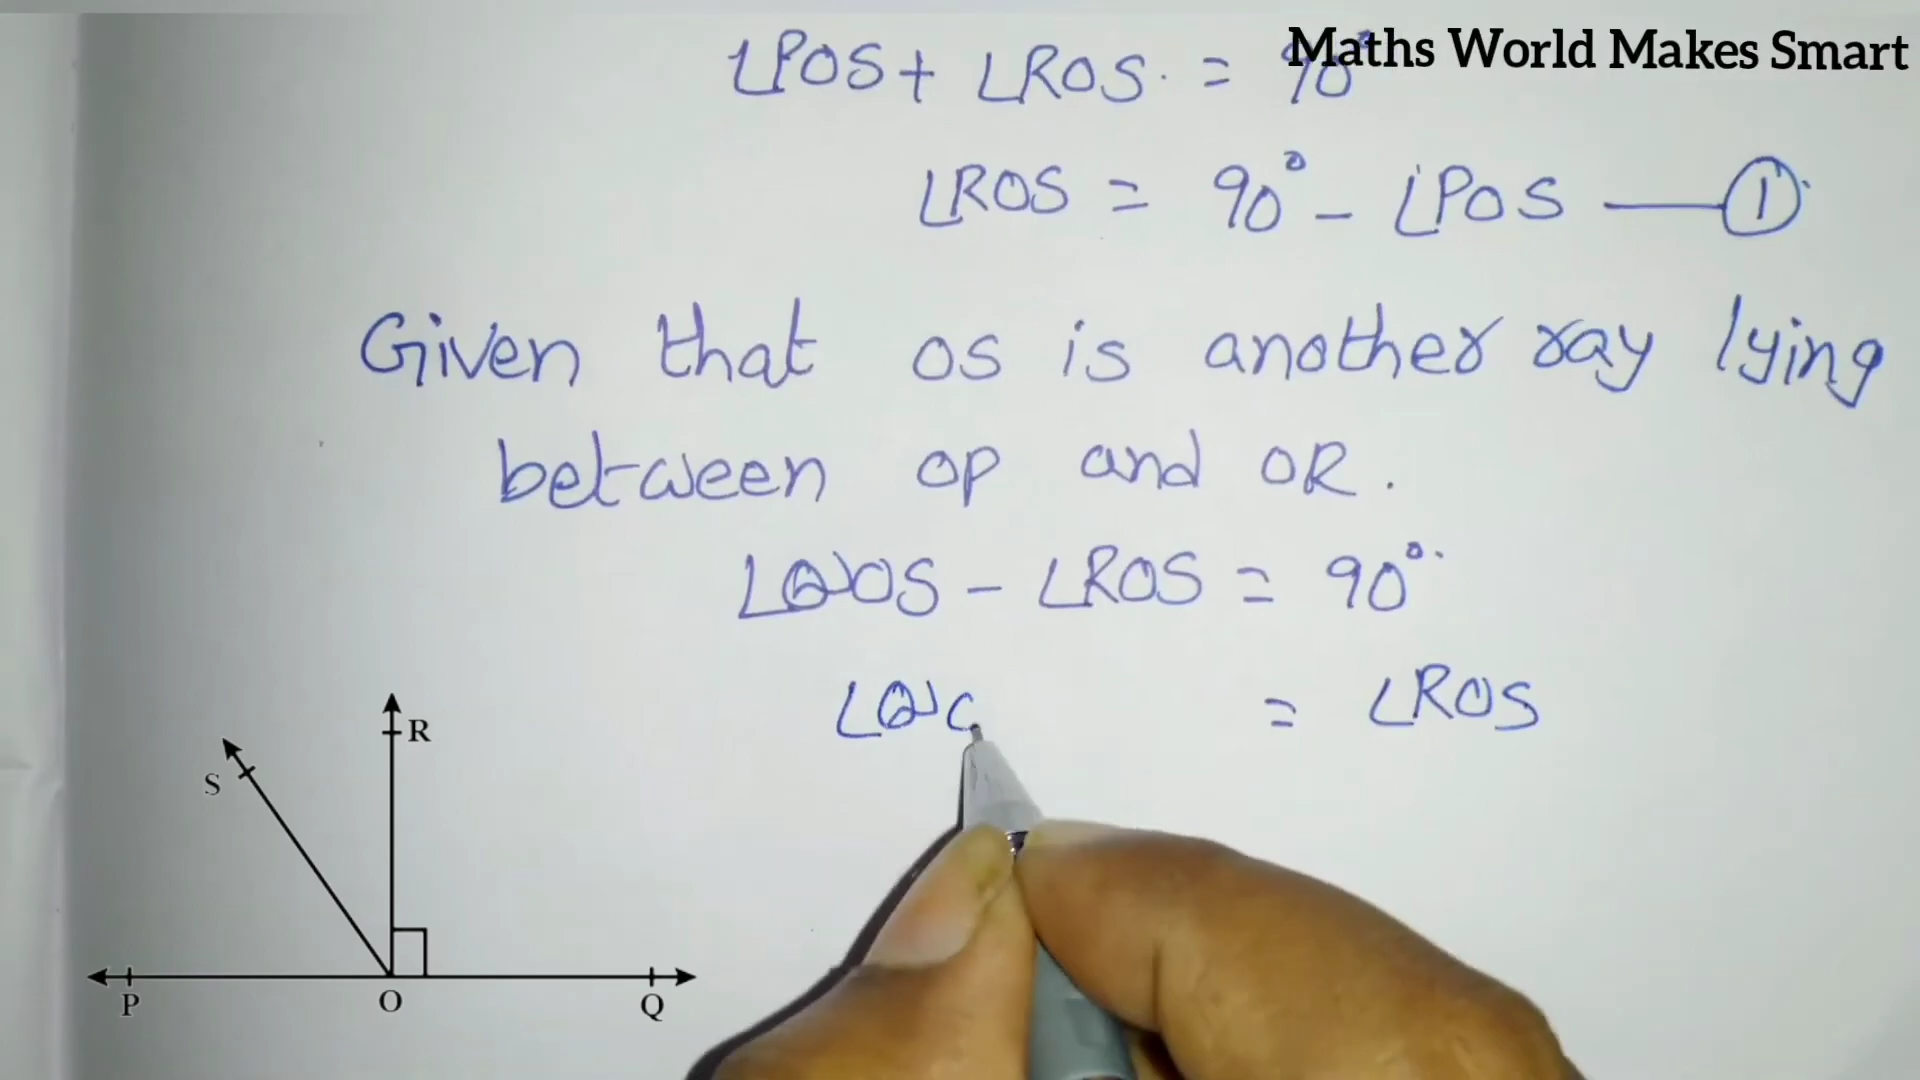 Maths World Makes Smart
∠POS + ∠ROS = 90°
∠ROS = 90° - ∠POS —— ①
Given that OS is another ray lying
between OP and OR.
∠QOS - ∠ROS = 90°
∠QO = ∠ROS
R
S
P O Q